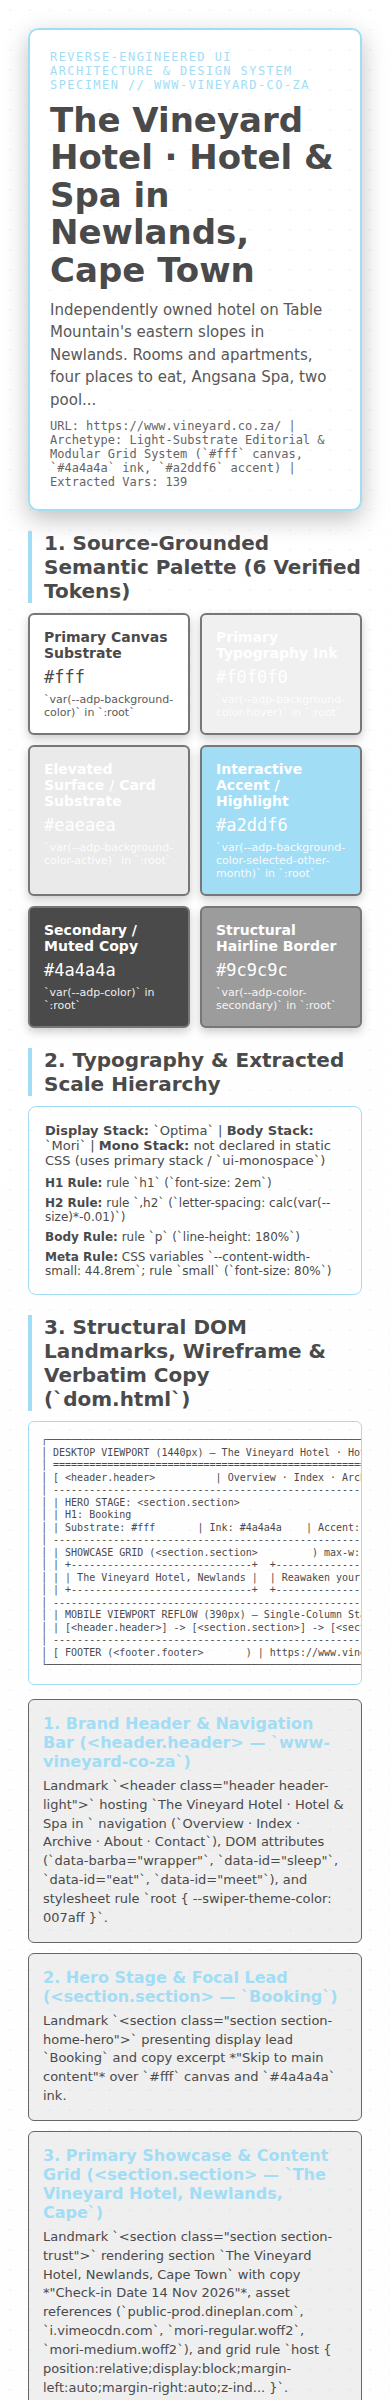 REVERSE-ENGINEERED UI
ARCHITECTURE & DESIGN SYSTEM
SPECIMEN // WWW-VINEYARD-CO-ZA
The Vineyard
Hotel · Hotel &
Spa in
Newlands,
Cape Town
Independently owned hotel on Table
Mountain's eastern slopes in
Newlands. Rooms and apartments,
four places to eat, Angsana Spa, two
pool...
URL: https://www.vineyard.co.za/ |
Archetype: Light-Substrate Editorial &
Modular Grid System (`#fff` canvas,
`#4a4a4a` ink, `#a2ddf6` accent) |
Extracted Vars: 139
1. Source-Grounded
Semantic Palette (6 Verified
Tokens)
Primary Canvas
Substrate
#fff
`var(--adp-background-
color)` in `:root`
Primary
Typography Ink
#f0f0f0
`var(--adp-background-
color-hover)` in `:root`
Elevated
Surface / Card
Substrate
#eaeaea
`var(--adp-background-
color-active)` in `:root`
Interactive
Accent /
Highlight
#a2ddf6
`var(--adp-background-
color-selected-other-
month)` in `:root`
Secondary /
Muted Copy
#4a4a4a
`var(--adp-color)` in
`:root`
Structural
Hairline Border
#9c9c9c
`var(--adp-color-
secondary)` in `:root`
2. Typography & Extracted
Scale Hierarchy
Display Stack: `Optima` | Body Stack:
`Mori` | Mono Stack: not declared in static
CSS (uses primary stack / `ui-monospace`)
H1 Rule: rule `h1` (`font-size: 2em`)
H2 Rule: rule `,h2` (`letter-spacing: calc(var(--
size)*-0.01)`)
Body Rule: rule `p` (`line-height: 180%`)
Meta Rule: CSS variables `--content-width-
small: 44.8rem`; rule `small` (`font-size: 80%`)
3. Structural DOM
Landmarks, Wireframe &
Verbatim Copy
(`dom.html`)
| DESKTOP VIEWPORT (1440px) — The Vineyard Hotel · Ho
| ===================================================
| [ <header.header> | Overview · Index · Arc
| ---------------------------------------------------
| | HERO STAGE: <section.section>
| | H1: Booking
| | Substrate: #fff | Ink: #4a4a4a | Accent:
| ---------------------------------------------------
| | SHOWCASE GRID (<section.section> ) max-w:
| | +------------------------------+ +--------------
| | | The Vineyard Hotel, Newlands | | Reawaken your
| | +------------------------------+ +--------------
| ---------------------------------------------------
| | MOBILE VIEWPORT REFLOW (390px) — Single-Column St
| | [<header.header>] -> [<section.section>] -> [<sec
| ---------------------------------------------------
| [ FOOTER (<footer.footer> ) | https://www.vin
1. Brand Header & Navigation
Bar (<header.header> — `www-
vineyard-co-za`)
Landmark `<header class="header header-
light">` hosting `The Vineyard Hotel · Hotel &
Spa in ` navigation (`Overview · Index ·
Archive · About · Contact`), DOM attributes
(`data-barba="wrapper"`, `data-id="sleep"`,
`data-id="eat"`, `data-id="meet"`), and
stylesheet rule `root { --swiper-theme-color:
007aff }`.
2. Hero Stage & Focal Lead
(<section.section> — `Booking`)
Landmark `<section class="section section-
home-hero">` presenting display lead
`Booking` and copy excerpt *"Skip to main
content"* over `#fff` canvas and `#4a4a4a`
ink.
3. Primary Showcase & Content
Grid (<section.section> — `The
Vineyard Hotel, Newlands,
Cape`)
Landmark `<section class="section section-
trust">` rendering section `The Vineyard
Hotel, Newlands, Cape Town` with copy
*"Check-in Date 14 Nov 2026"*, asset
references (`public-prod.dineplan.com`,
`i.vimeocdn.com`, `mori-regular.woff2`,
`mori-medium.woff2`), and grid rule `host {
position:relative;display:block;margin-
left:auto;margin-right:auto;z-ind... }`.